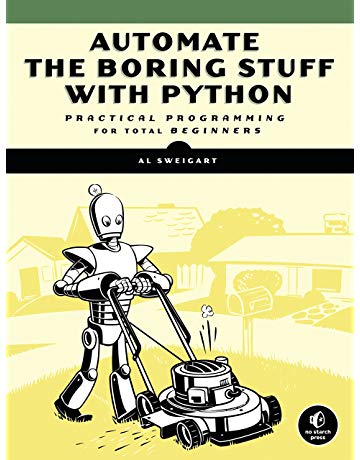 AUTOMATE
THE BORING STUFF
WITH PYTHON
PRACTICAL PROGRAMMING
FOR TOTAL BEGINNERS
AL SWEIGART
no starch
press